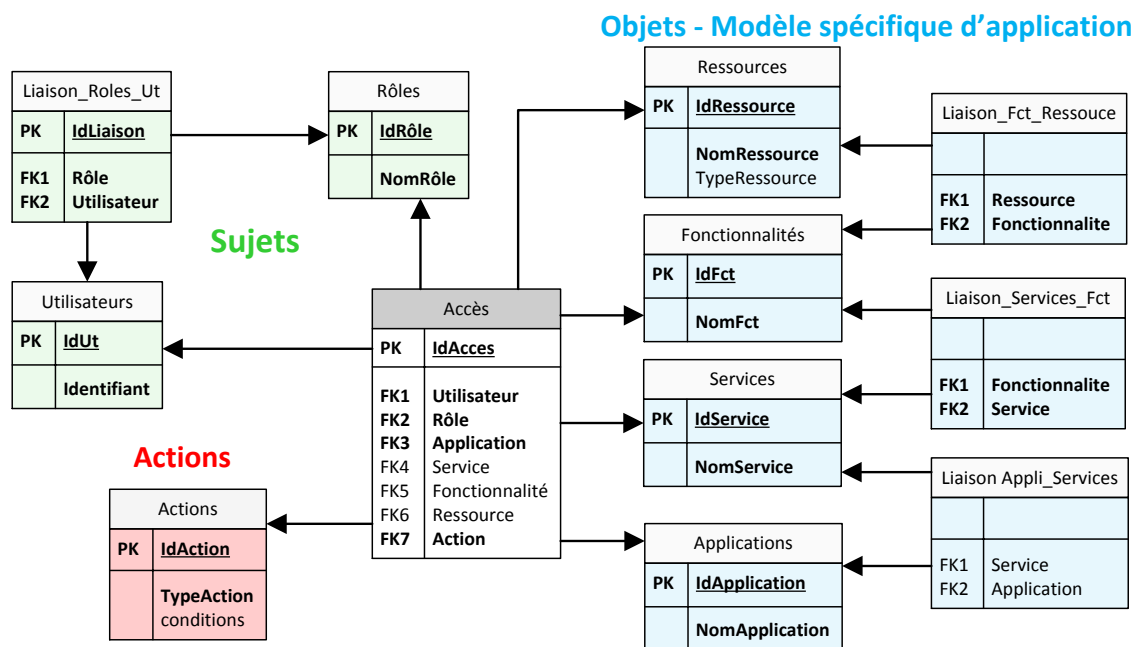 Objets - Modèle spécifique d’application
Liaison_Roles_Ut
PK IdLiaison
FK1 Rôle
FK2 Utilisateur
Rôles
PK IdRôle
NomRôle
Sujets
Utilisateurs
PK IdUt
Identifiant
Accès
PK IdAcces
FK1 Utilisateur
FK2 Rôle
FK3 Application
FK4 Service
FK5 Fonctionnalité
FK6 Ressource
FK7 Action
Actions
Actions
PK IdAction
TypeAction
conditions
Ressources
PK IdRessource
NomRessource
TypeRessource
Fonctionnalités
PK IdFct
NomFct
Services
PK IdService
NomService
Applications
PK IdApplication
NomApplication
Liaison_Fct_Ressouce
FK1 Ressource
FK2 Fonctionnalite
Liaison_Services_Fct
FK1 Fonctionnalite
FK2 Service
Liaison Appli_Services
FK1 Service
FK2 Application